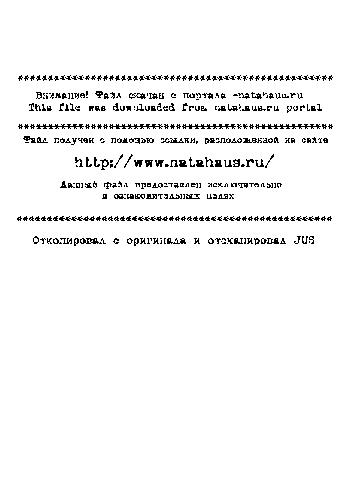 ************************************************
Внимание! Файл скачан с портала -natahaus.ru
This file was downloaded from natahaus.ru portal
************************************************
Файл получен с помощью ссылки, расположенной на сайте
http://www.natahaus.ru/
Данный файл предоставлен исключительно
в ознакомительных целях
************************************************
Откопировал с оригинала и отсканировал JUS